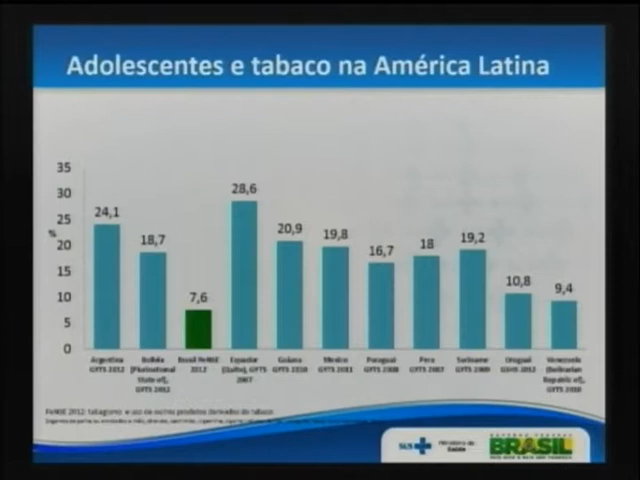 Adolescentes e tabaco na América Latina
35
30
25
20
15
10
5
0
%
24,1
18,7
7,6
28,6
20,9
19,8
16,7
18
19,2
10,8
9,4
Argentina
GYTS 2012
Bolivia
(Plurinational
State of),
GYTS 2012
Brasil PeNSE
2012
Equador
(Quito), GYTS
2007
Guiana
GYTS 2010
Mexico
GYTS 2011
Paraguai
GYTS 2008
Peru
GYTS 2007
Suriname
GYTS 2009
Uruguai
GSHS 2012
Venezuela
(Bolivarian
Republic of),
GYTS 2010
PeNSE 2012: tabagismo e uso de outros produtos derivados do tabaco
SUS
Ministério da
Saúde
GOVERNO FEDERAL
BRASIL